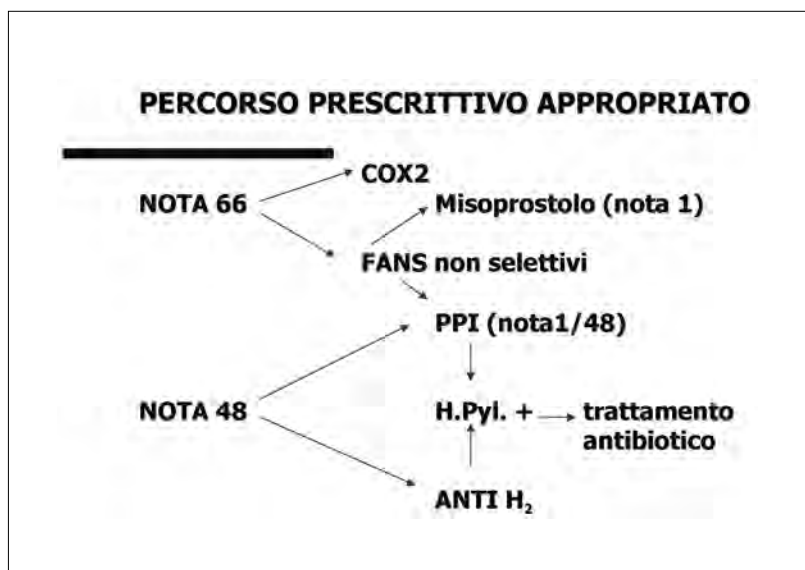 PERCORSO PRESCRITTIVO APPROPRIATO
COX2
NOTA 66
Misoprostolo (nota 1)
FANS non selettivi
PPI (nota1/48)
NOTA 48
H.Pyl. +
trattamento
antibiotico
ANTI H₂